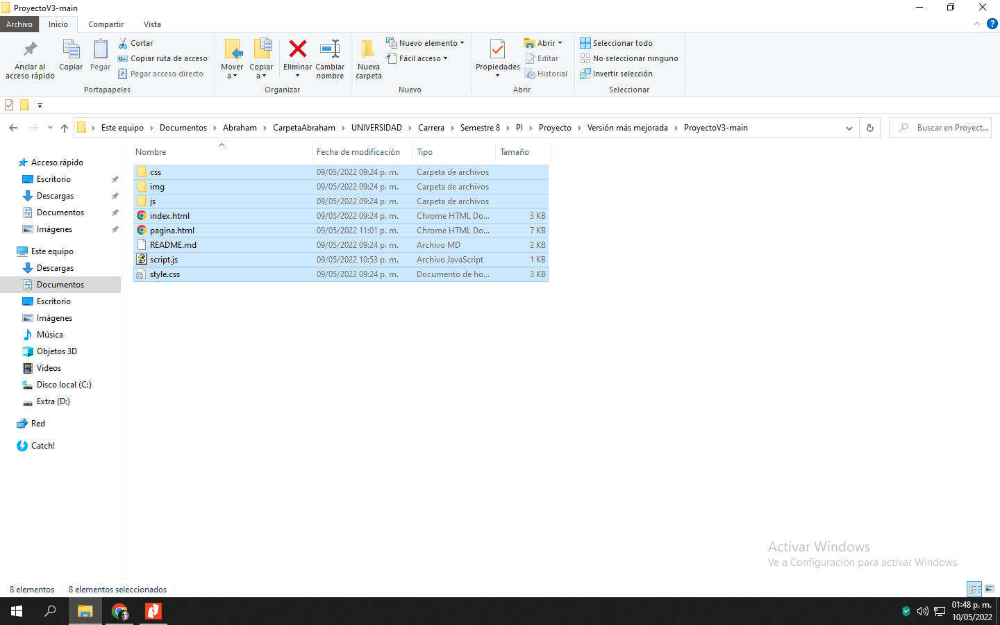 ProyectoV3-main
Archivo Inicio Compartir Vista
Anclar al acceso rápido
Copiar
Pegar
Cortar
Copiar ruta de acceso
Pegar acceso directo
Portapapeles
Mover a
Copiar a
Eliminar
Cambiar nombre
Organizar
Nueva carpeta
Nuevo elemento
Fácil acceso
Nuevo
Propiedades
Abrir
Editar
Historial
Abrir
Seleccionar todo
No seleccionar ninguno
Invertir selección
Seleccionar
Este equipo > Documentos > Abraham > CarpetaAbraham > UNIVERSIDAD > Carrera > Semestre 8 > PI > Proyecto > Versión más mejorada > ProyectoV3-main
Buscar en Proyect...
Nombre Fecha de modificación Tipo Tamaño
css 09/05/2022 09:24 p. m. Carpeta de archivos
img 09/05/2022 09:24 p. m. Carpeta de archivos
js 09/05/2022 09:24 p. m. Carpeta de archivos
index.html 09/05/2022 09:24 p. m. Chrome HTML Do... 3 KB
pagina.html 09/05/2022 11:01 p. m. Chrome HTML Do... 7 KB
README.md 09/05/2022 09:24 p. m. Archivo MD 2 KB
script.js 09/05/2022 10:53 p. m. Archivo JavaScript 1 KB
style.css 09/05/2022 09:24 p. m. Documento de ho... 3 KB
Acceso rápido
Escritorio
Descargas
Documentos
Imágenes
Este equipo
Descargas
Documentos
Escritorio
Imágenes
Música
Objetos 3D
Videos
Disco local (C:)
Extra (D:)
Red
Catch!
Activar Windows
Ve a Configuración para activar Windows.
8 elementos 8 elementos seleccionados
01:48 p. m.
10/05/2022